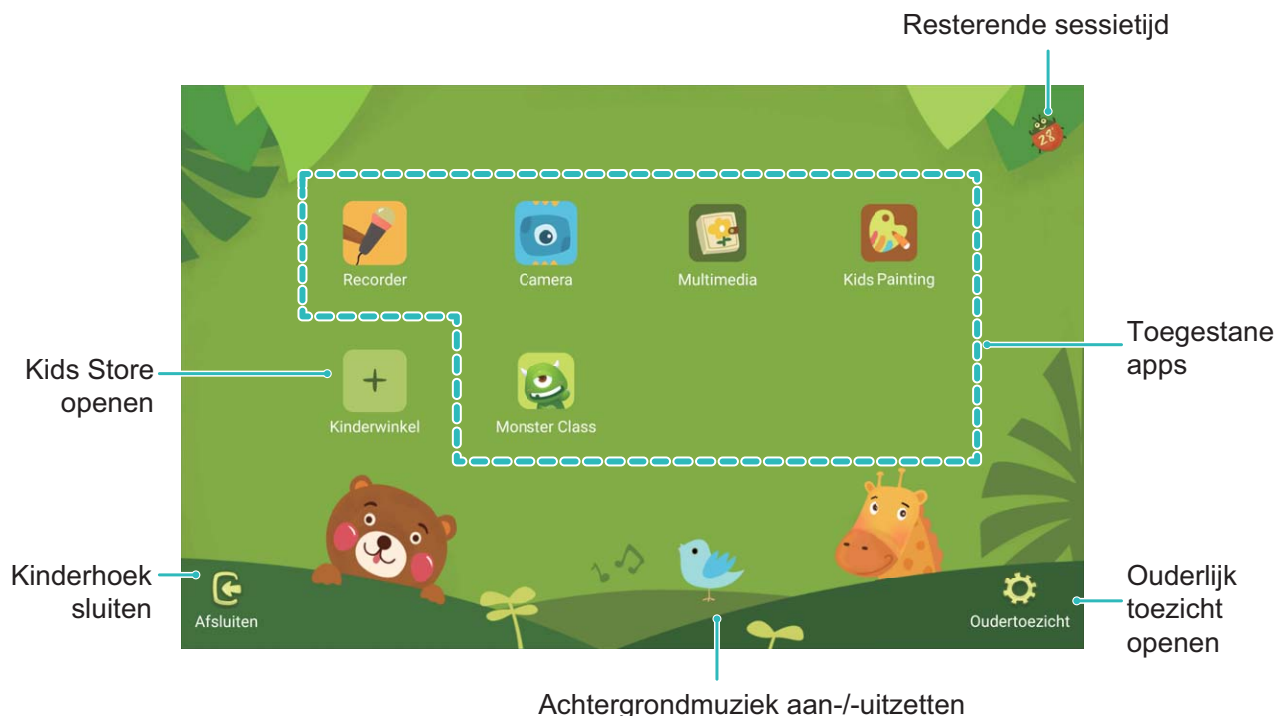 Resterende sessietijd
28'
Recorder
Camera
Multimedia
Kids Painting
Toegestane
apps
Kids Store
openen
Kinderwinkel
Monster Class
Kinderhoek
sluiten
Afsluiten
Oudertoezicht
Ouderlijk
toezicht
openen
Achtergrondmuziek aan-/-uitzetten